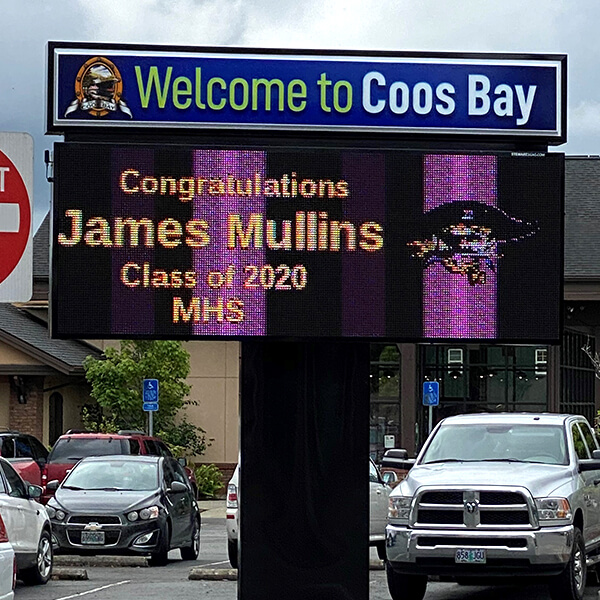 Welcome to Coos Bay
Congratulations
James Mullins
Class of 2020
MHS